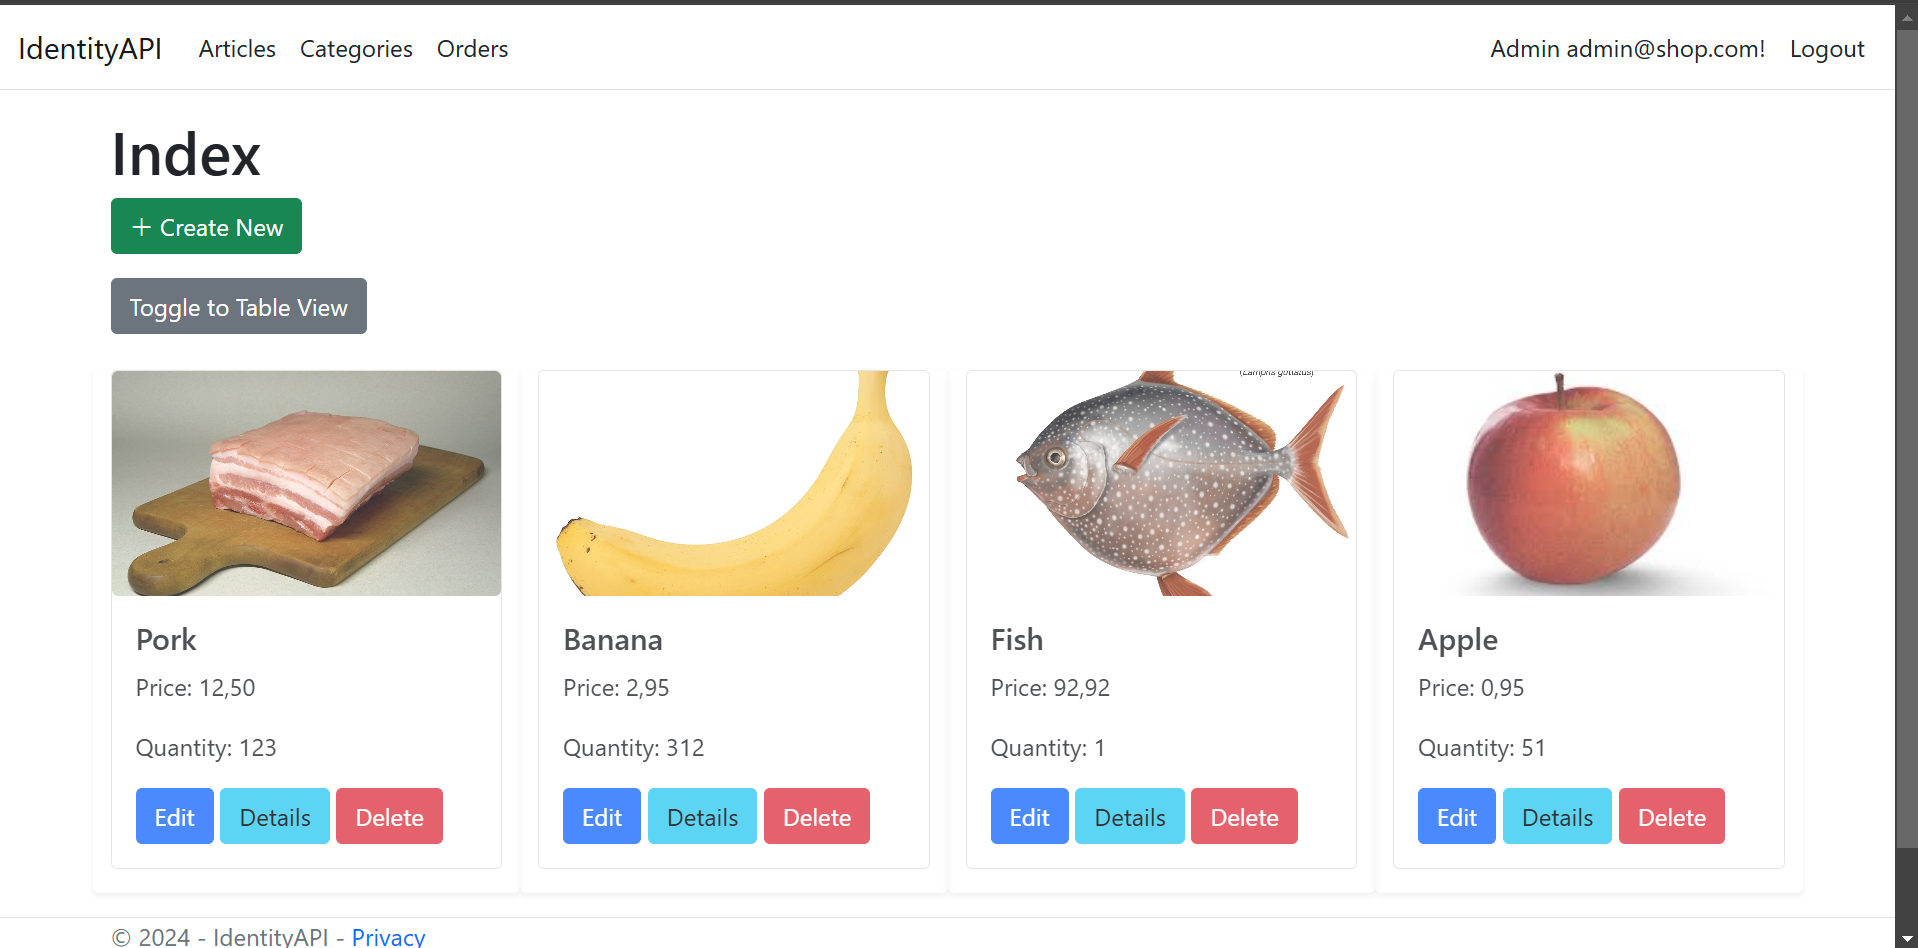 IdentityAPI Articles Categories Orders Admin admin@shop.com! Logout
Index
+ Create New
Toggle to Table View
(Lampris guttatus)
Pork
Price: 12,50
Quantity: 123
Edit Details Delete
Banana
Price: 2,95
Quantity: 312
Edit Details Delete
Fish
Price: 92,92
Quantity: 1
Edit Details Delete
Apple
Price: 0,95
Quantity: 51
Edit Details Delete
© 2024 - IdentityAPI - Privacy